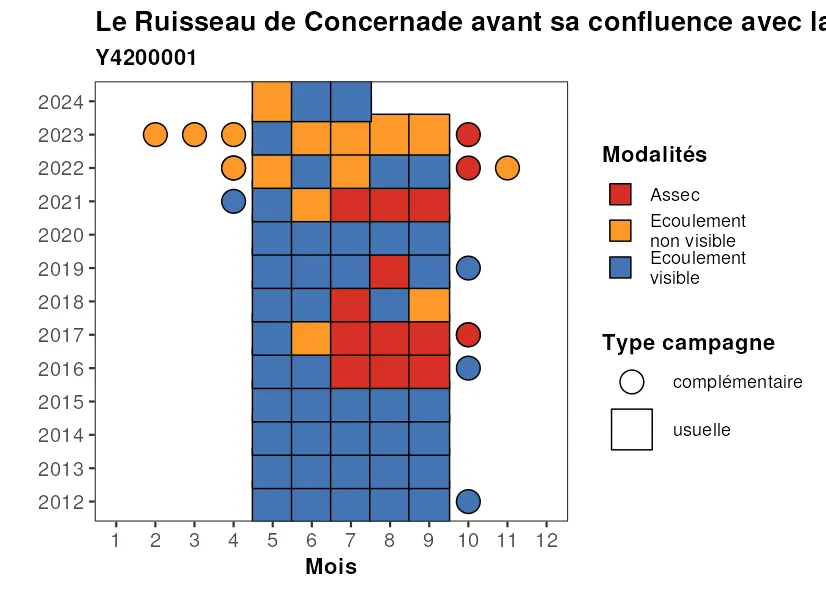 Le Ruisseau de Concernade avant sa confluence avec la
Y4200001
2024
2023
2022
2021
2020
2019
2018
2017
2016
2015
2014
2013
2012
1 2 3 4 5 6 7 8 9 10 11 12
Mois
Modalités
Assec
Ecoulement
non visible
Ecoulement
visible
Type campagne
complémentaire
usuelle